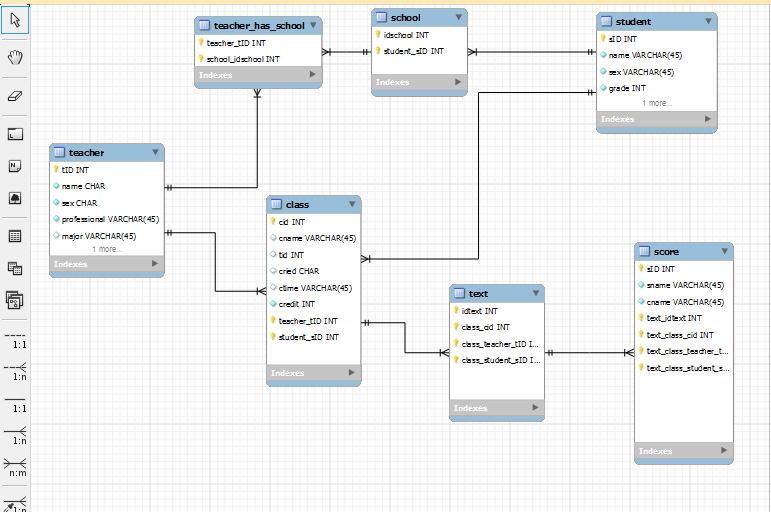 teacher_has_school
teacher_tID INT
school_idschool INT
Indexes
school
idschool INT
student_sID INT
Indexes
student
sID INT
name VARCHAR(45)
sex VARCHAR(45)
grade INT
1 more...
Indexes
teacher
tID INT
name CHAR
sex CHAR
professional VARCHAR(45)
major VARCHAR(45)
1 more...
Indexes
class
cid INT
cname VARCHAR(45)
tid INT
cried CHAR
ctime VARCHAR(45)
credit INT
teacher_tID INT
student_sID INT
Indexes
text
idtext INT
class_cid INT
class_teacher_tID I...
class_student_sID I...
Indexes
score
sID INT
sname VARCHAR(45)
cname VARCHAR(45)
text_idtext INT
text_class_cid INT
text_class_teacher_t...
text_class_student_s...
Indexes
1:1
1:n
1:1
1:n
n:m
1:n